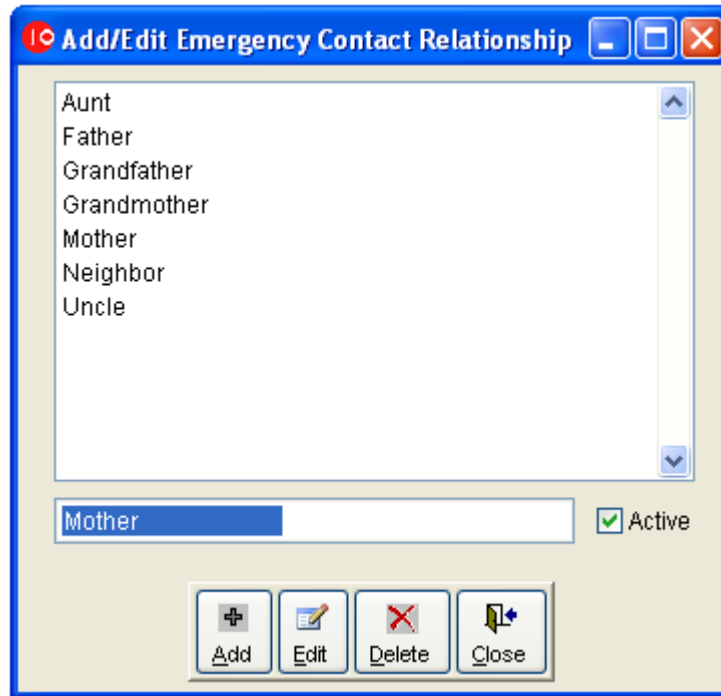 Add/Edit Emergency Contact Relationship
Aunt
Father
Grandfather
Grandmother
Mother
Neighbor
Uncle
Mother
Active
Add Edit Delete Close